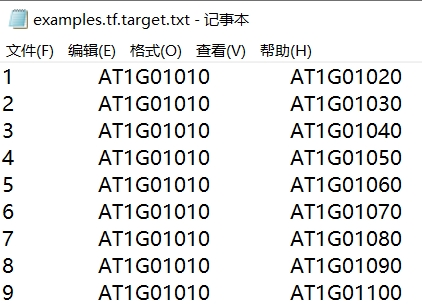 examples.tf.target.txt - 记事本
文件(F) 编辑(E) 格式(O) 查看(V) 帮助(H)
1 AT1G01010 AT1G01020
2 AT1G01010 AT1G01030
3 AT1G01010 AT1G01040
4 AT1G01010 AT1G01050
5 AT1G01010 AT1G01060
6 AT1G01010 AT1G01070
7 AT1G01010 AT1G01080
8 AT1G01010 AT1G01090
9 AT1G01010 AT1G01100